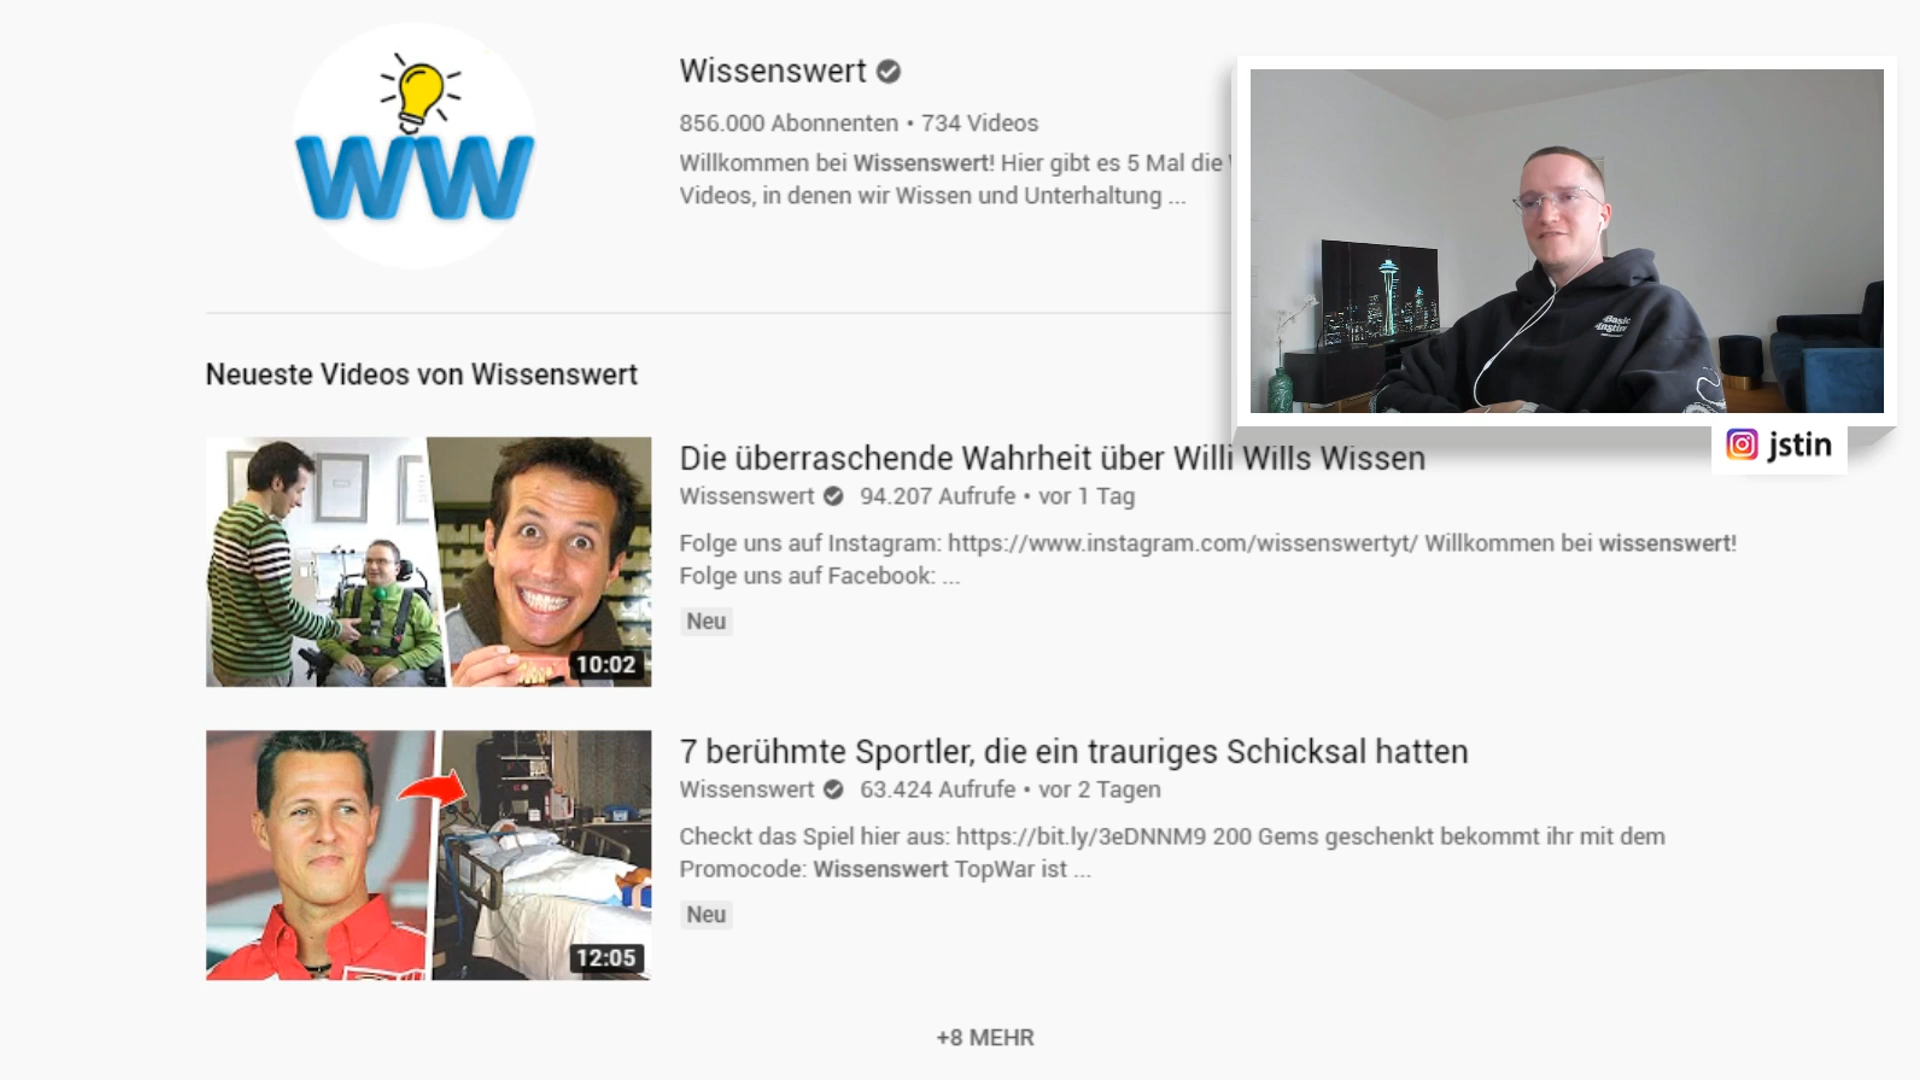 WW
Wissenswert
856.000 Abonnenten • 734 Videos
Willkommen bei Wissenswert! Hier gibt es 5 Mal die
Videos, in denen wir Wissen und Unterhaltung ...
Basic
Instin
jstin
Neueste Videos von Wissenswert
Die überraschende Wahrheit über Willi Wills Wissen
Wissenswert 94.207 Aufrufe • vor 1 Tag
Folge uns auf Instagram: https://www.instagram.com/wissenswertyt/ Willkommen bei wissenswert!
Folge uns auf Facebook: ...
Neu
10:02
7 berühmte Sportler, die ein trauriges Schicksal hatten
Wissenswert 63.424 Aufrufe • vor 2 Tagen
Checkt das Spiel hier aus: https://bit.ly/3eDNNM9 200 Gems geschenkt bekommt ihr mit dem
Promocode: Wissenswert TopWar ist ...
Neu
12:05
+8 MEHR